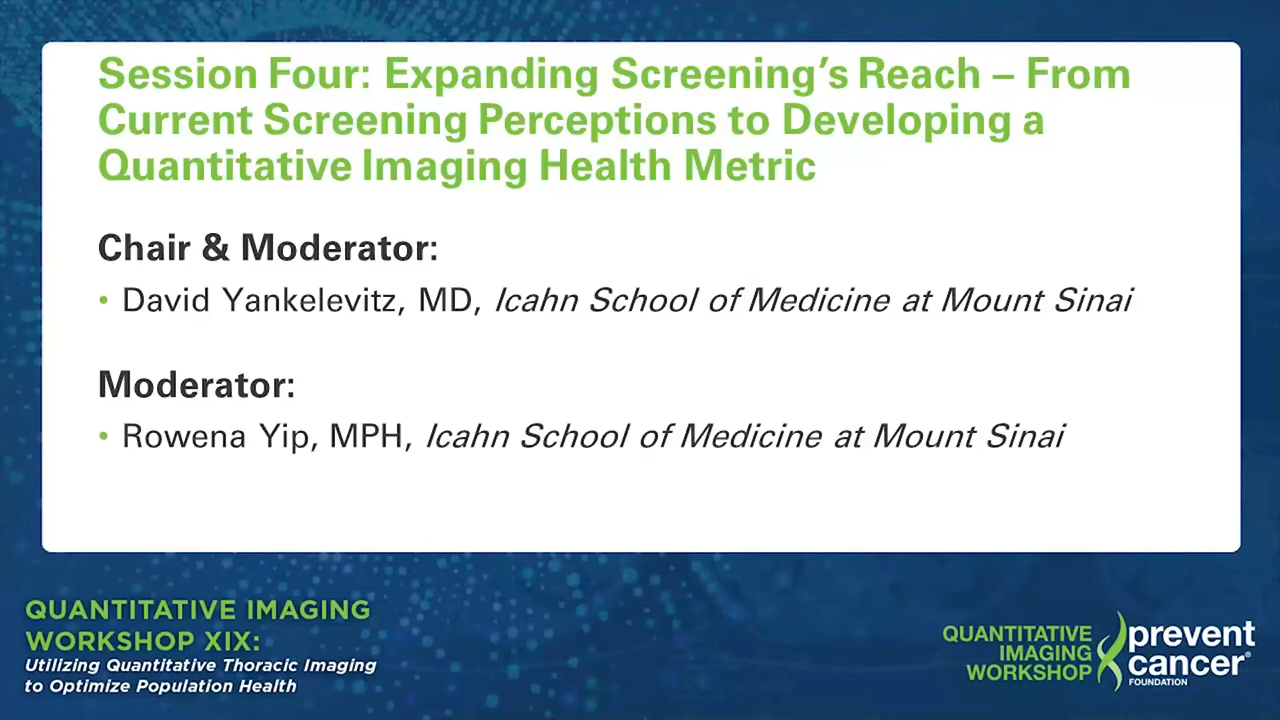 Session Four: Expanding Screening's Reach – From
Current Screening Perceptions to Developing a
Quantitative Imaging Health Metric
Chair & Moderator:
• David Yankelevitz, MD, Icahn School of Medicine at Mount Sinai
Moderator:
• Rowena Yip, MPH, Icahn School of Medicine at Mount Sinai
QUANTITATIVE IMAGING
WORKSHOP XIX:
Utilizing Quantitative Thoracic Imaging
to Optimize Population Health
QUANTITATIVE
IMAGING
WORKSHOP
prevent
cancer®
FOUNDATION